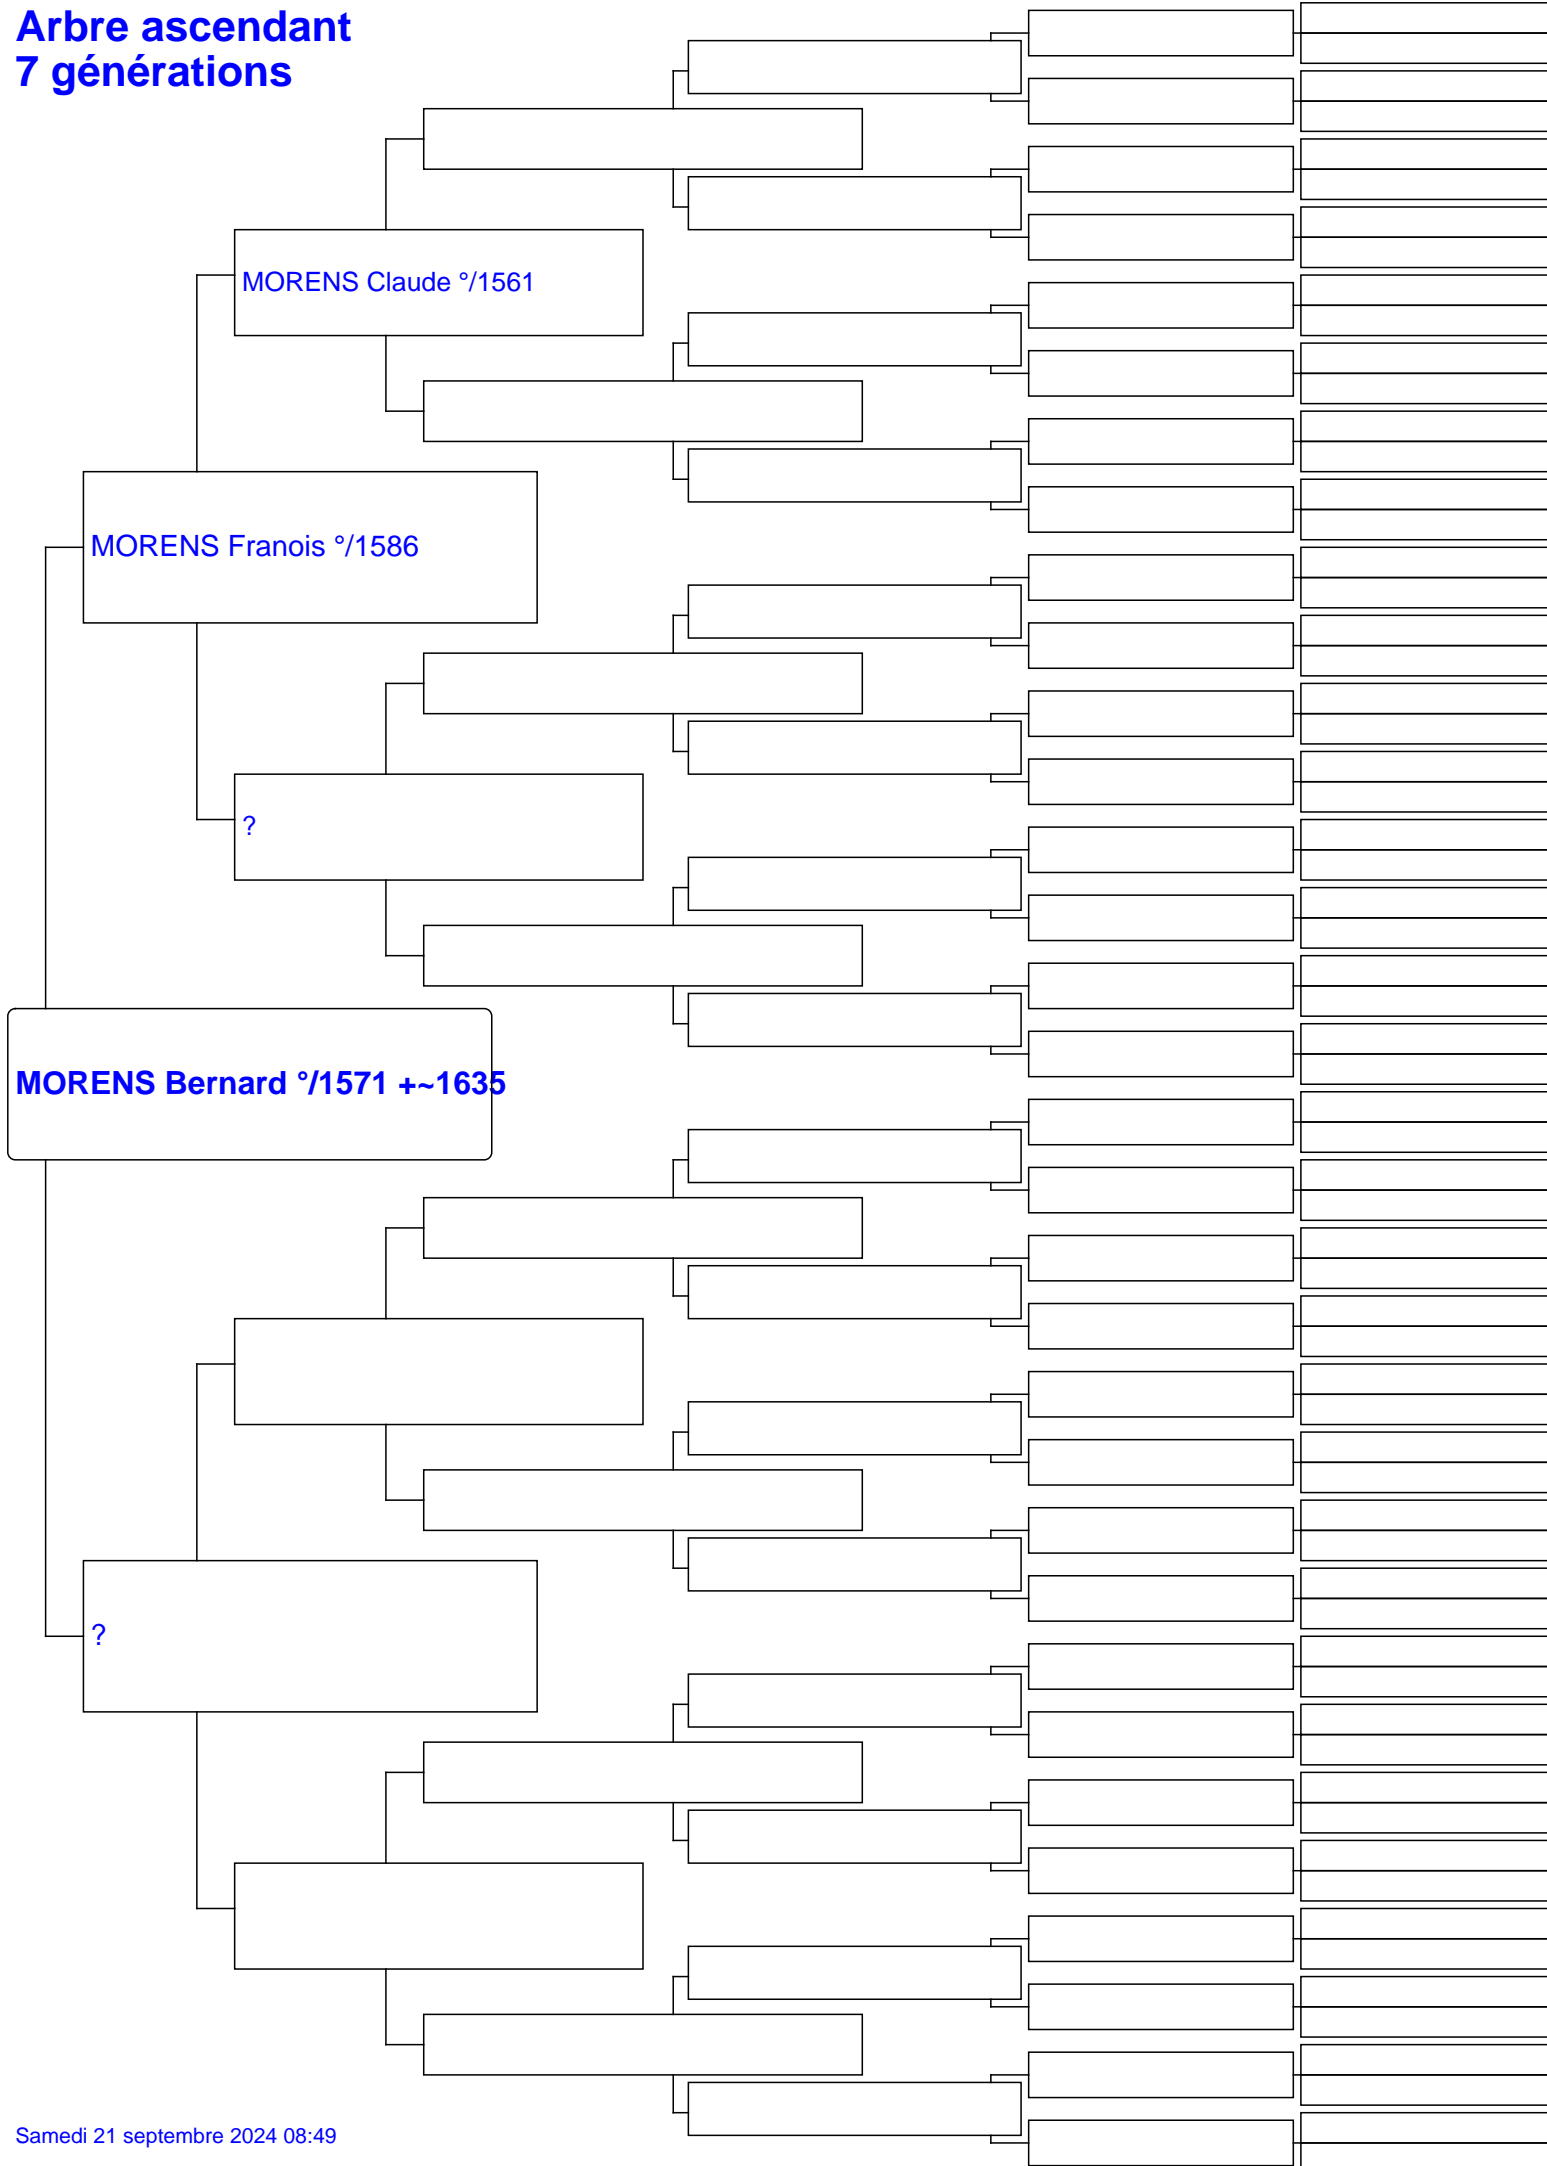 Arbre ascendant
7 générations
MORENS Claude °/1561
MORENS Franois °/1586
?
MORENS Bernard °/1571 +~1635
?
Samedi 21 septembre 2024 08:49